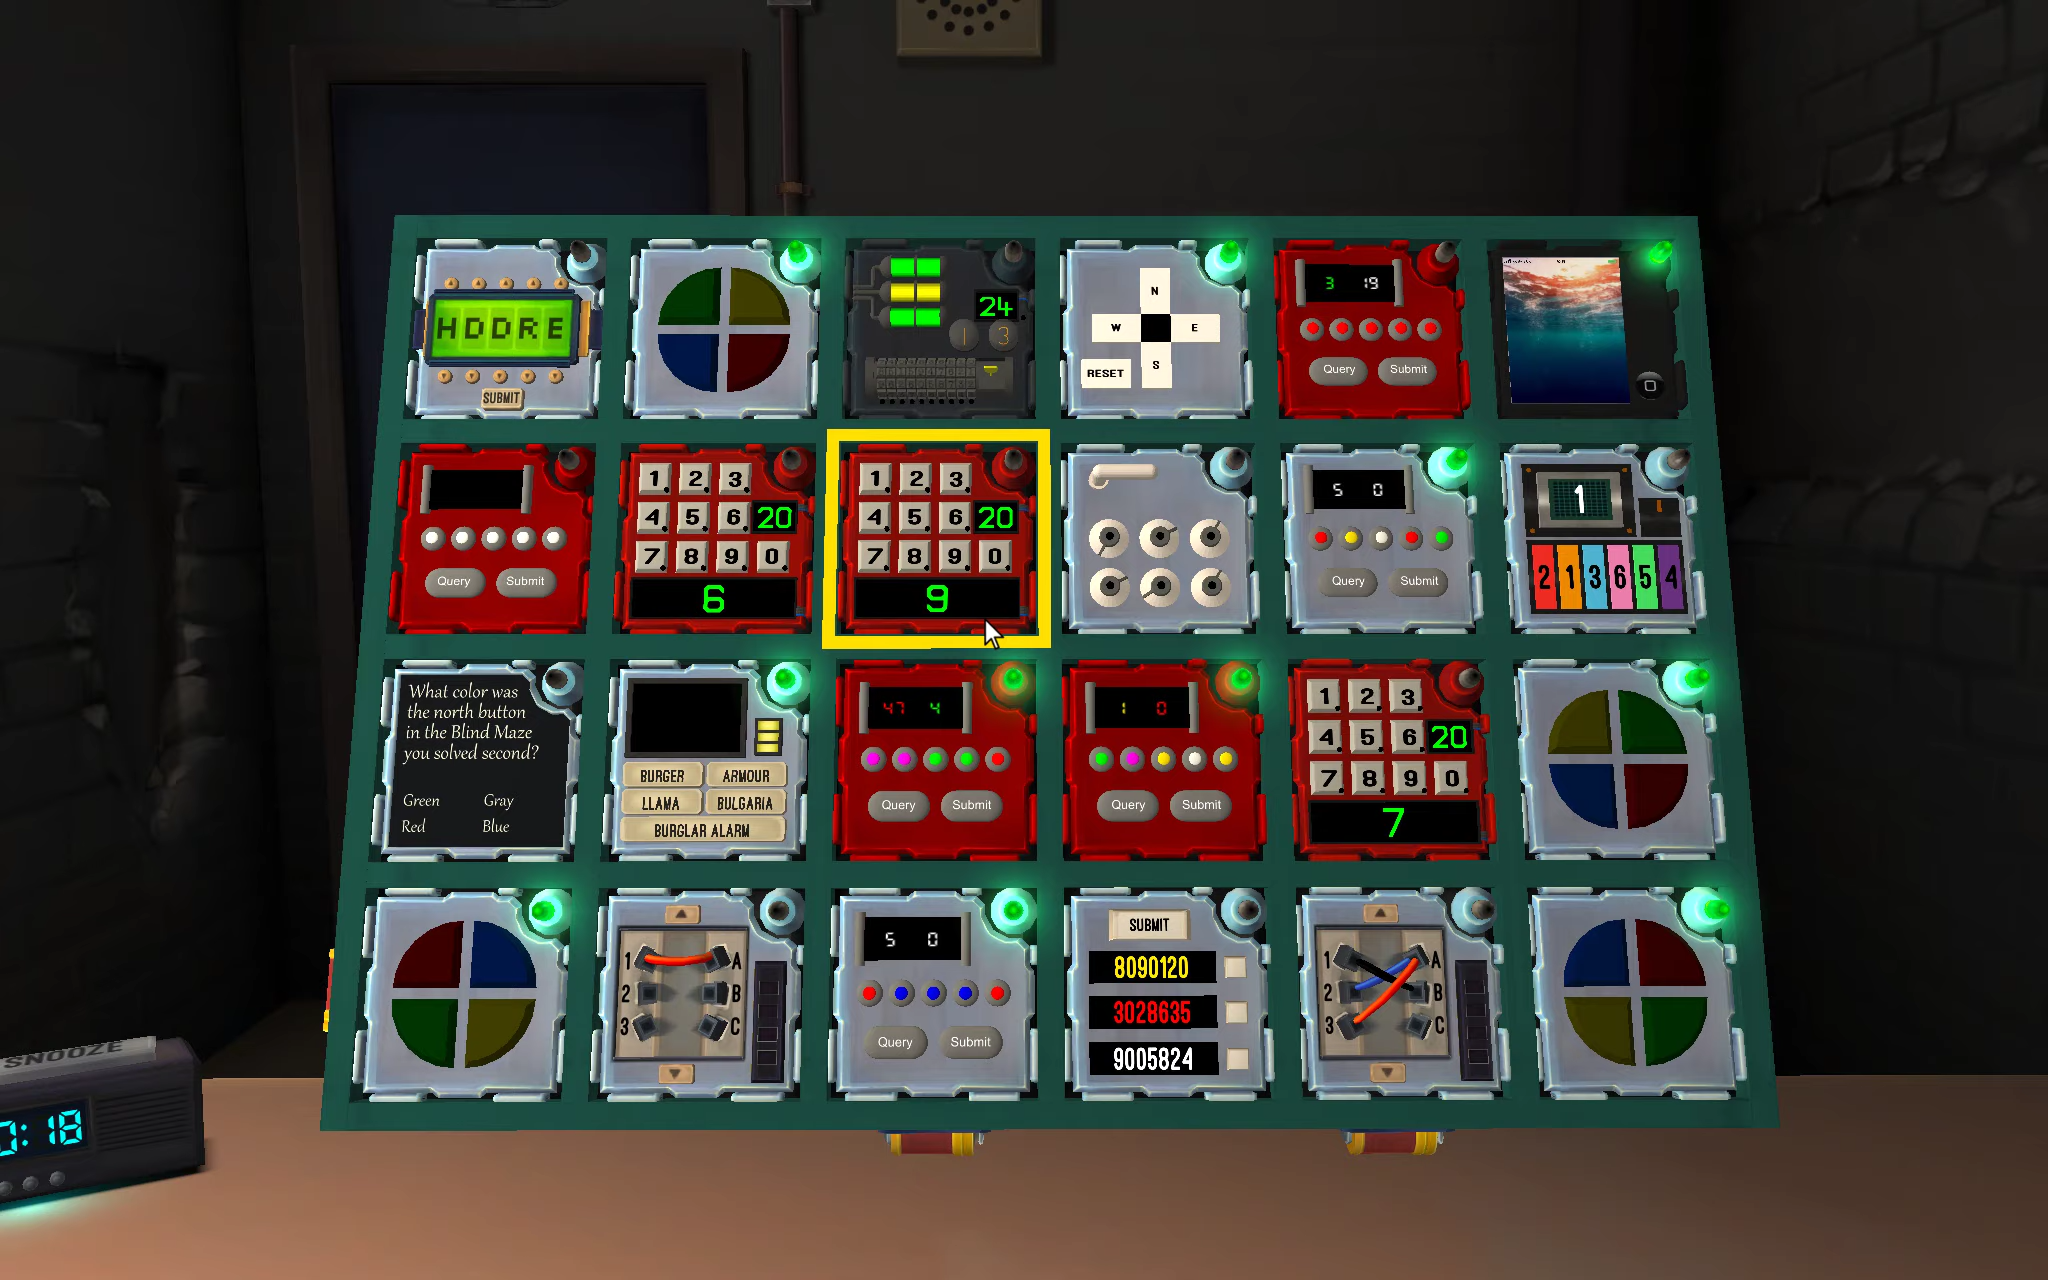 HDDRE
SUBMIT
24
1 3
N
W E
S
RESET
3 19
Query Submit
Query Submit
1 2 3
4 5 6 20
7 8 9 0
6
1 2 3
4 5 6 20
7 8 9 0
9
5 0
Query Submit
1
2 1 3 6 5 4
What color was
the north button
in the Blind Maze
you solved second?
Green Gray
Red Blue
BURGER ARMOUR
LLAMA BULGARIA
BURGLAR ALARM
47 4
Query Submit
1 0
Query Submit
1 2 3
4 5 6 20
7 8 9 0
7
1 A
2 B
3 C
5 0
Query Submit
SUBMIT
8090120
3028635
9005824
1 A
2 B
3 C
SNOOZE
:18